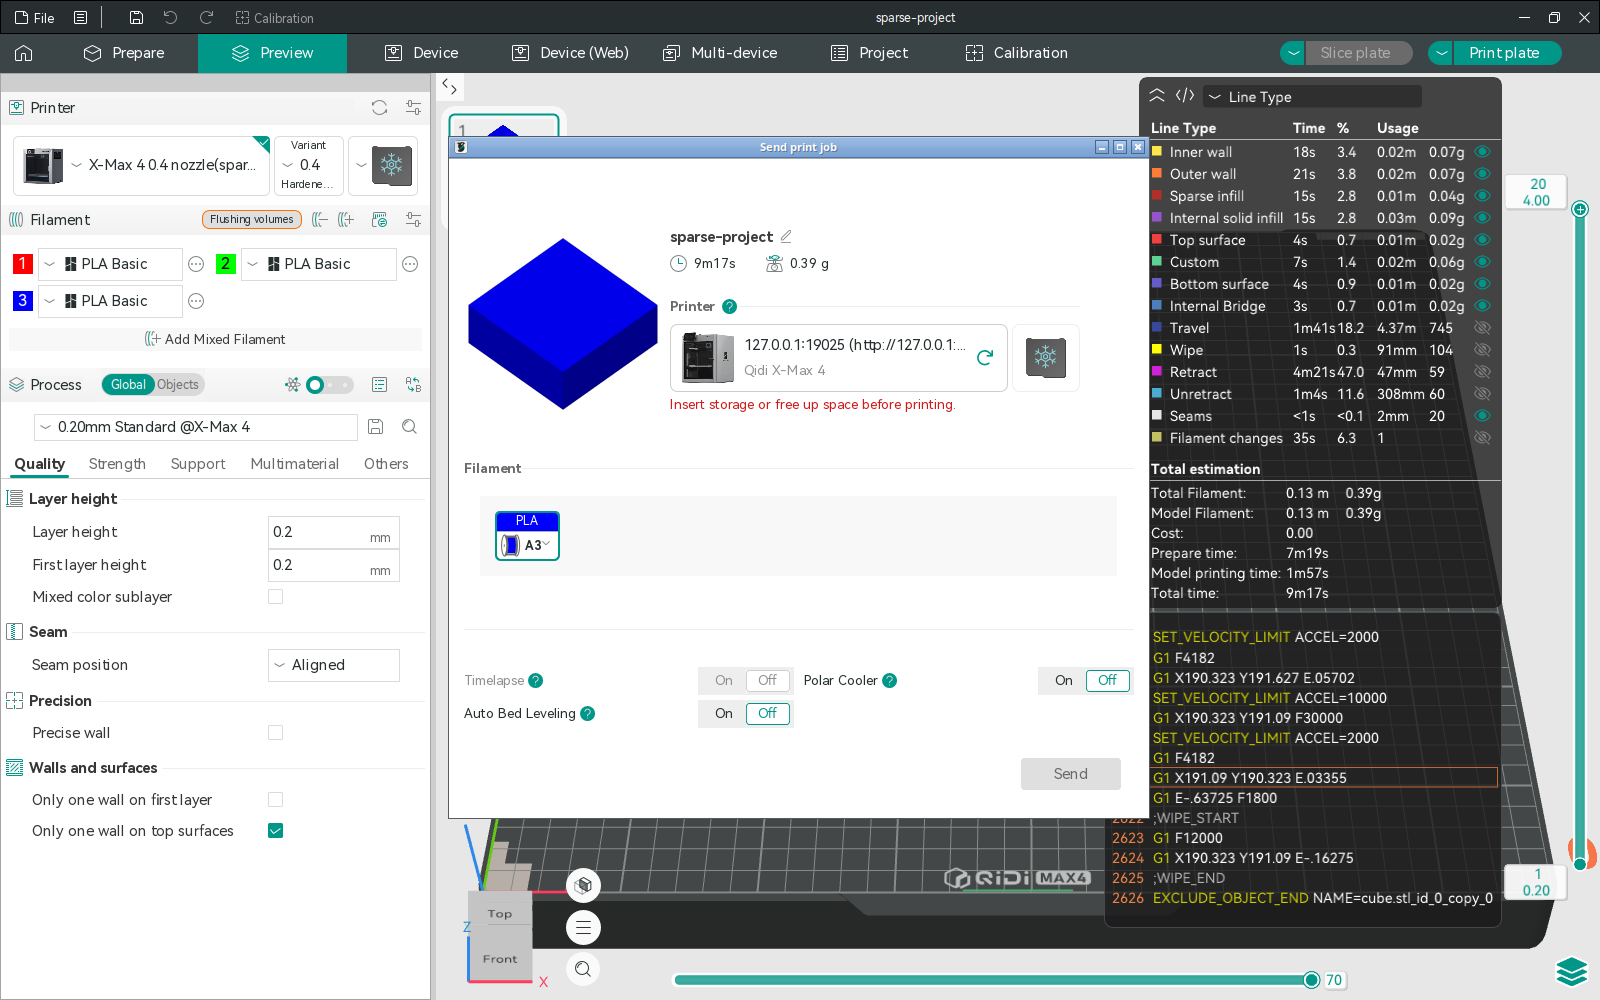 File
Calibration
sparse-project
Prepare
Preview
Device
Device (Web)
Multi-device
Project
Calibration
Slice plate
Print plate
Printer
X-Max 4 0.4 nozzle(spar...
Variant
0.4
Hardene...
Filament
Flushing volumes
1 PLA Basic
2 PLA Basic
3 PLA Basic
Add Mixed Filament
Process
Global
Objects
0.20mm Standard @X-Max 4
Quality
Strength
Support
Multimaterial
Others
Layer height
Layer height 0.2 mm
First layer height 0.2 mm
Mixed color sublayer
Seam
Seam position Aligned
Precision
Precise wall
Walls and surfaces
Only one wall on first layer
Only one wall on top surfaces
1
Send print job
sparse-project
9m17s 0.39 g
Printer ?
127.0.0.1:19025 (http://127.0.0.1:...
Qidi X-Max 4
Insert storage or free up space before printing.
Filament
PLA
A3
Timelapse ? On Off
Polar Cooler ? On Off
Auto Bed Leveling ? On Off
Send
Line Type
Line Type Time % Usage
Inner wall 18s 3.4 0.02m 0.07g
Outer wall 21s 3.8 0.02m 0.07g
Sparse infill 15s 2.8 0.01m 0.04g
Internal solid infill 15s 2.8 0.03m 0.09g
Top surface 4s 0.7 0.01m 0.02g
Custom 7s 1.4 0.02m 0.06g
Bottom surface 4s 0.9 0.01m 0.02g
Internal Bridge 3s 0.7 0.01m 0.02g
Travel 1m41s 18.2 4.37m 745
Wipe 1s 0.3 91mm 104
Retract 4m21s 47.0 47mm 59
Unretract 1m4s 11.6 308mm 60
Seams <1s <0.1 2mm 20
Filament changes 35s 6.3 1
Total estimation
Total Filament: 0.13 m 0.39g
Model Filament: 0.13 m 0.39g
Cost: 0.00
Prepare time: 7m19s
Model printing time: 1m57s
Total time: 9m17s
SET_VELOCITY_LIMIT ACCEL=2000
G1 F4182
G1 X190.323 Y191.627 E.05702
SET_VELOCITY_LIMIT ACCEL=10000
G1 X190.323 Y191.09 F30000
SET_VELOCITY_LIMIT ACCEL=2000
G1 F4182
G1 X191.09 Y190.323 E.03355
G1 E-.63725 F1800
2622 ;WIPE_START
2623 G1 F12000
2624 G1 X190.323 Y191.09 E-.16275
2625 ;WIPE_END
2626 EXCLUDE_OBJECT_END NAME=cube.stl_id_0_copy_0
20
4.00
1
0.20
QIDI MAX4
Top
Front
Z
X
70